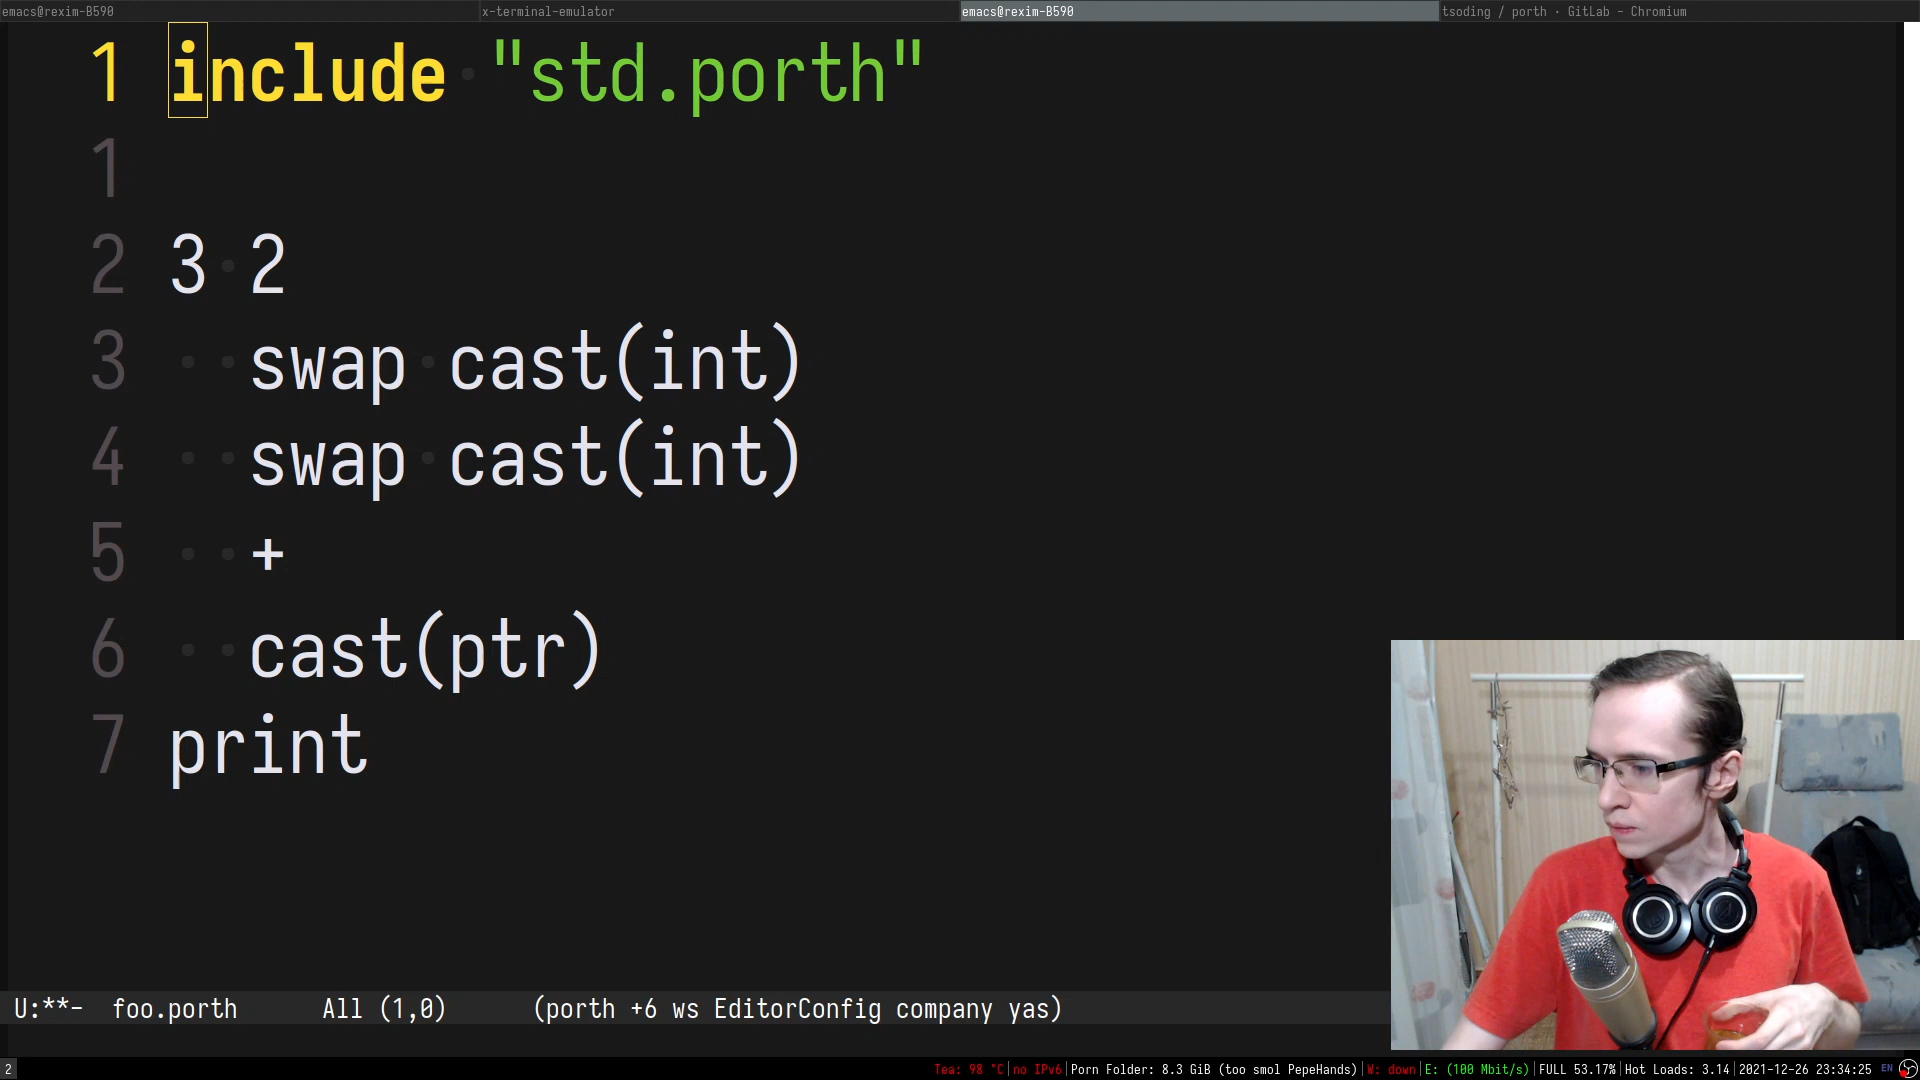 emacs@rexim-B590 x-terminal-emulator emacs@rexim-B590 tsoding / porth · GitLab - Chromium
1 include "std.porth"
1
2 3 2
3 swap cast(int)
4 swap cast(int)
5 +
6 cast(ptr)
7 print
U:**- foo.porth All (1,0) (porth +6 ws EditorConfig company yas)
2 Tea: 98 °C|no IPv6|Porn Folder: 8.3 GiB (too smol PepeHands)|W: down|E: (100 Mbit/s)|FULL 53.17%|Hot Loads: 3.14|2021-12-26 23:34:25 EN